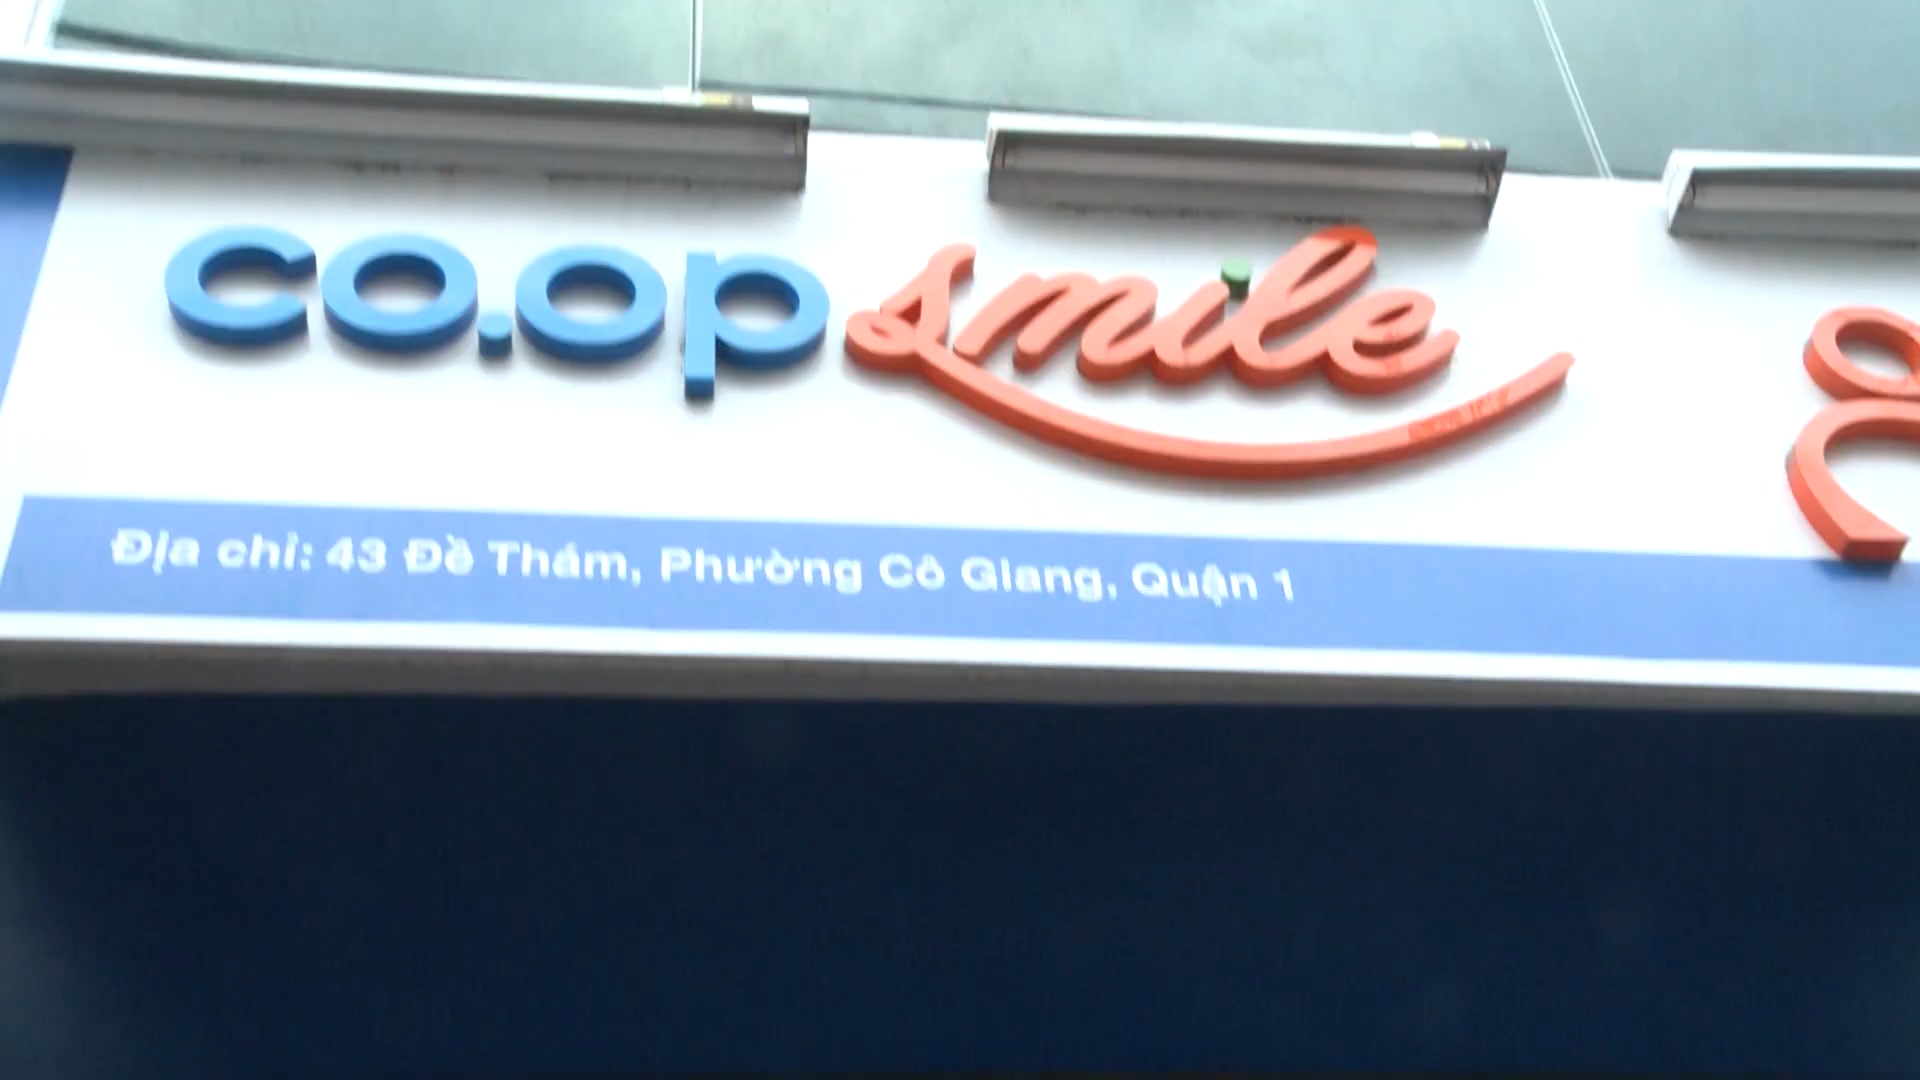 co.op smile
Địa chỉ: 43 Đề Thám, Phường Cô Giang, Quận 1